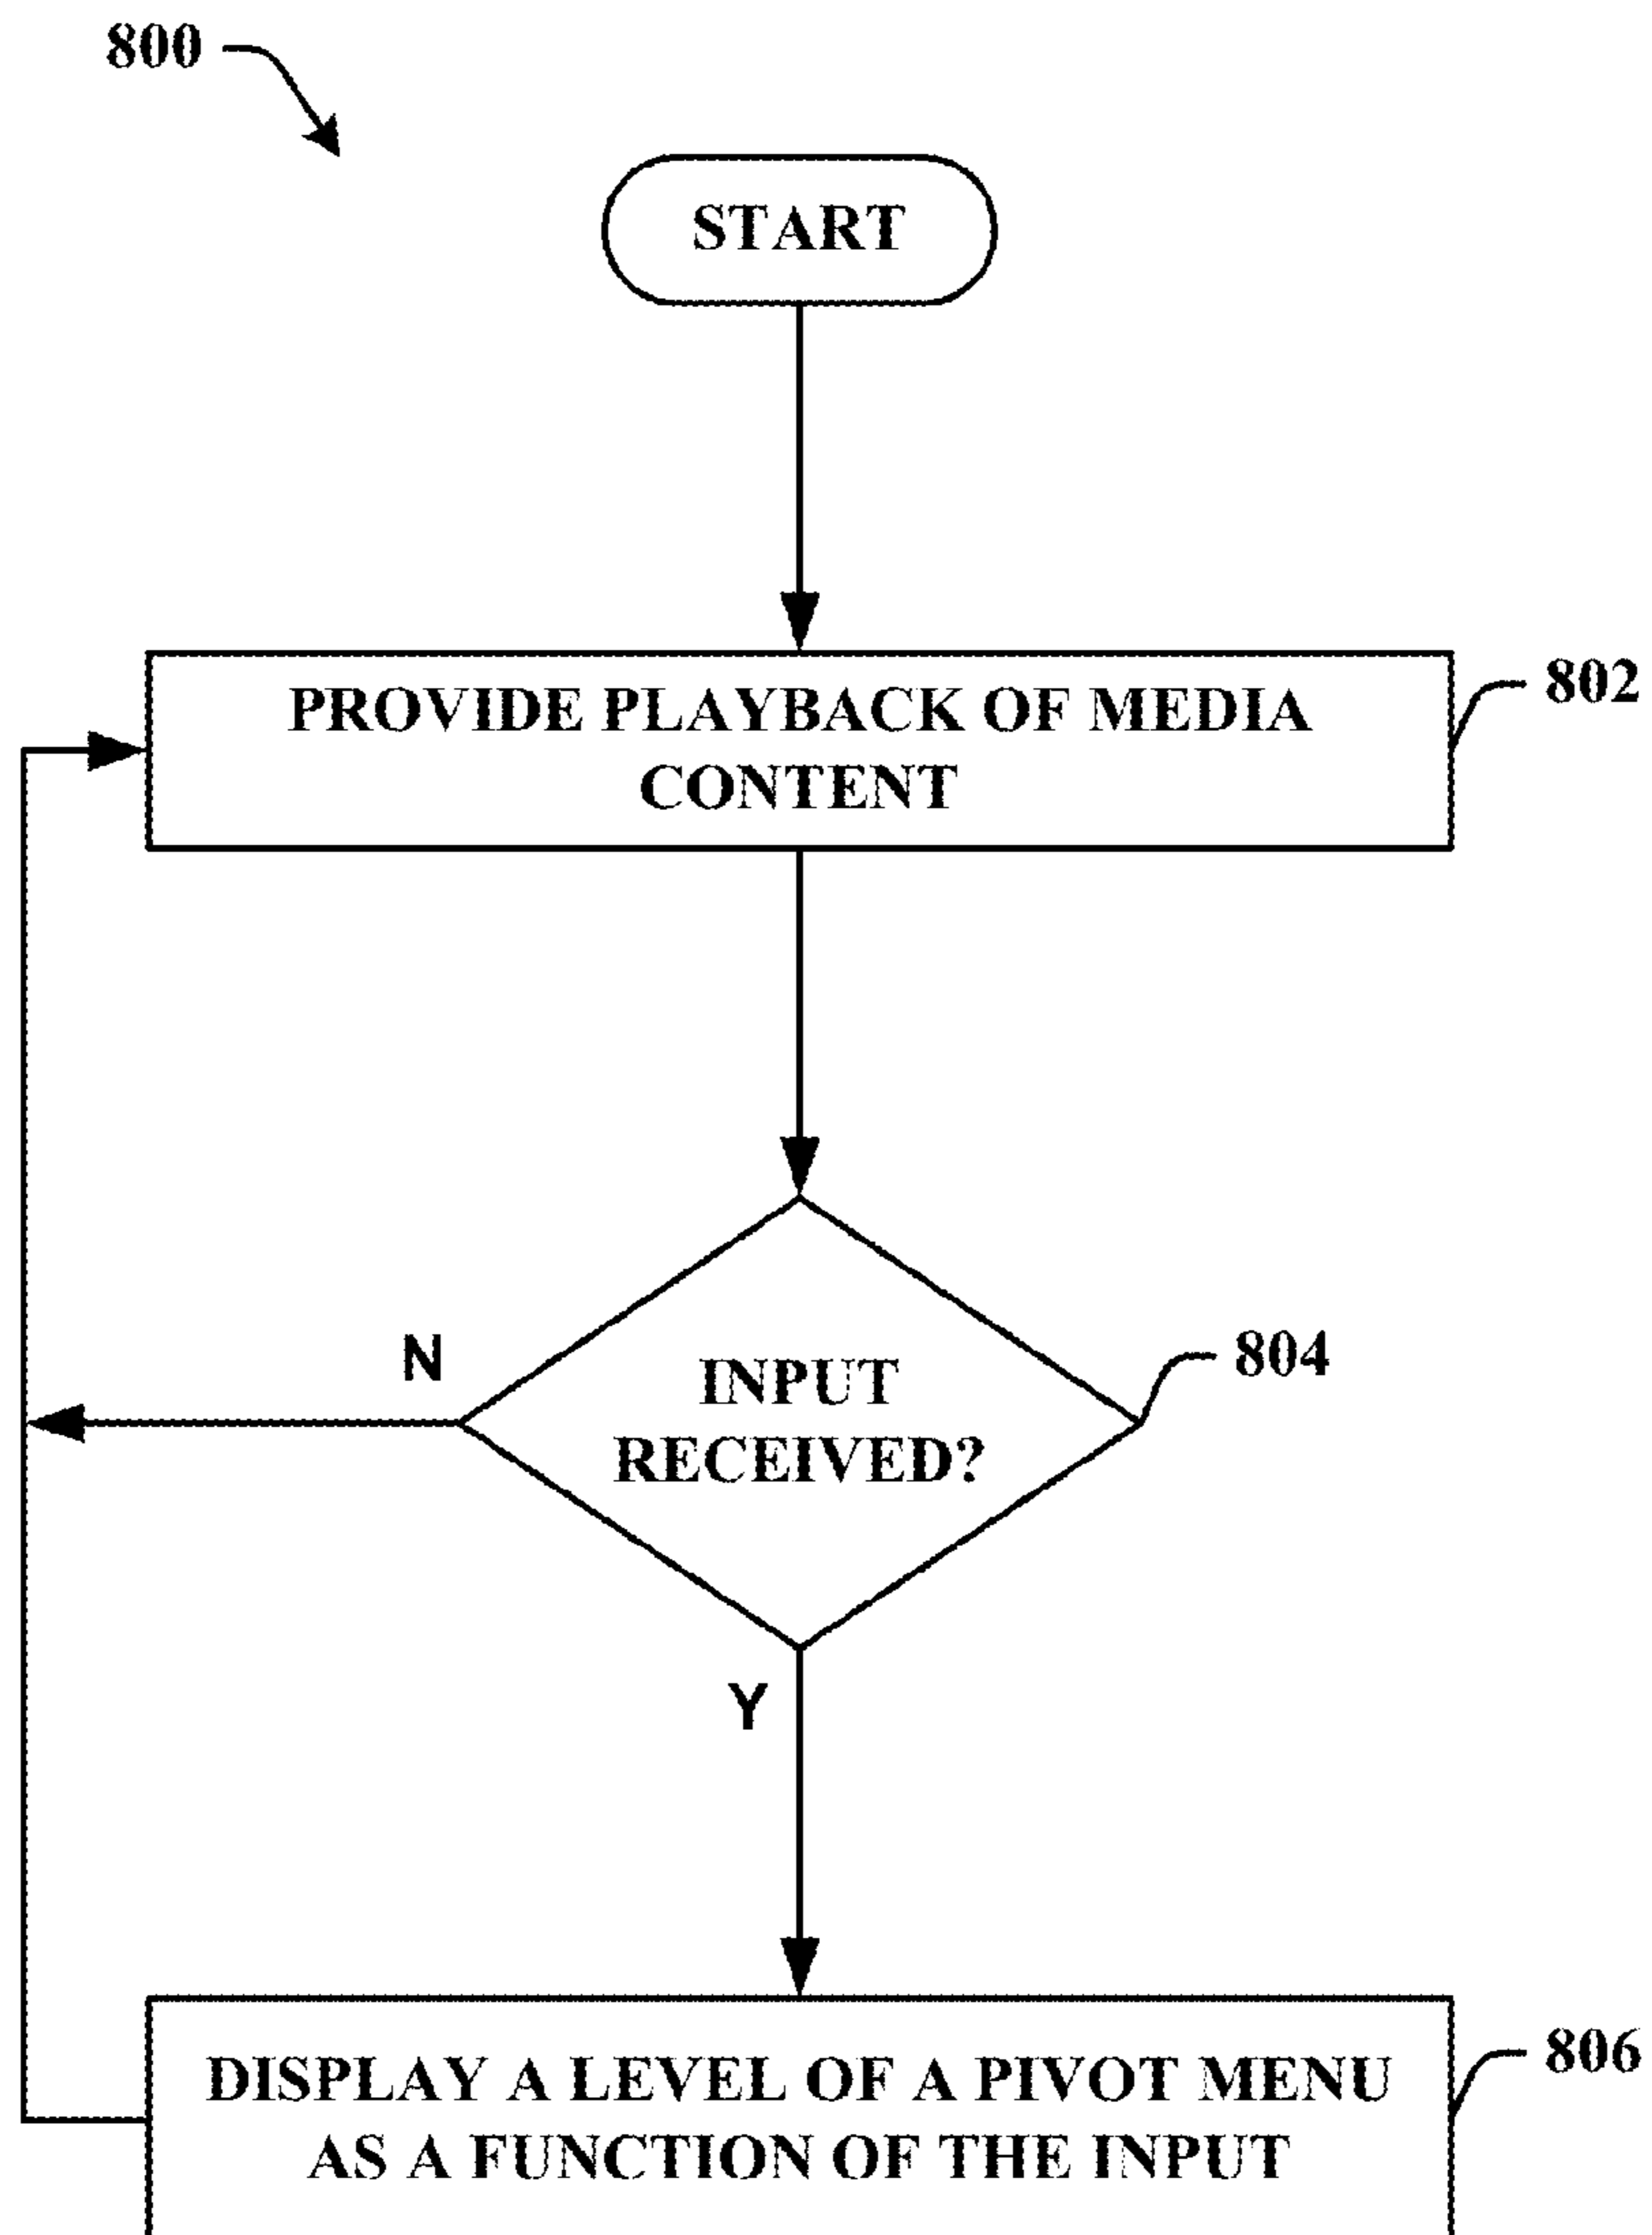 800
START
PROVIDE PLAYBACK OF MEDIA
CONTENT
802
N
INPUT
RECEIVED?
804
Y
DISPLAY A LEVEL OF A PIVOT MENU
AS A FUNCTION OF THE INPUT
806